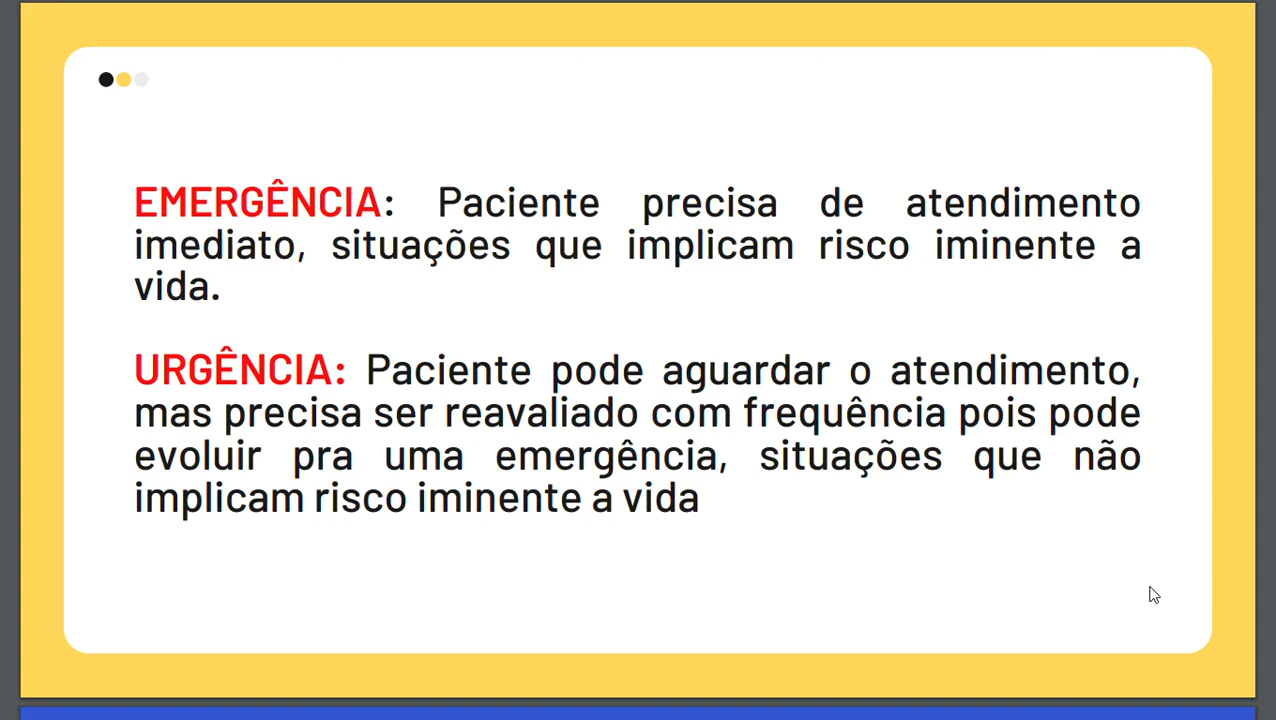 EMERGÊNCIA: Paciente precisa de atendimento
imediato, situações que implicam risco iminente a
vida.
URGÊNCIA: Paciente pode aguardar o atendimento,
mas precisa ser reavaliado com frequência pois pode
evoluir pra uma emergência, situações que não
implicam risco iminente a vida